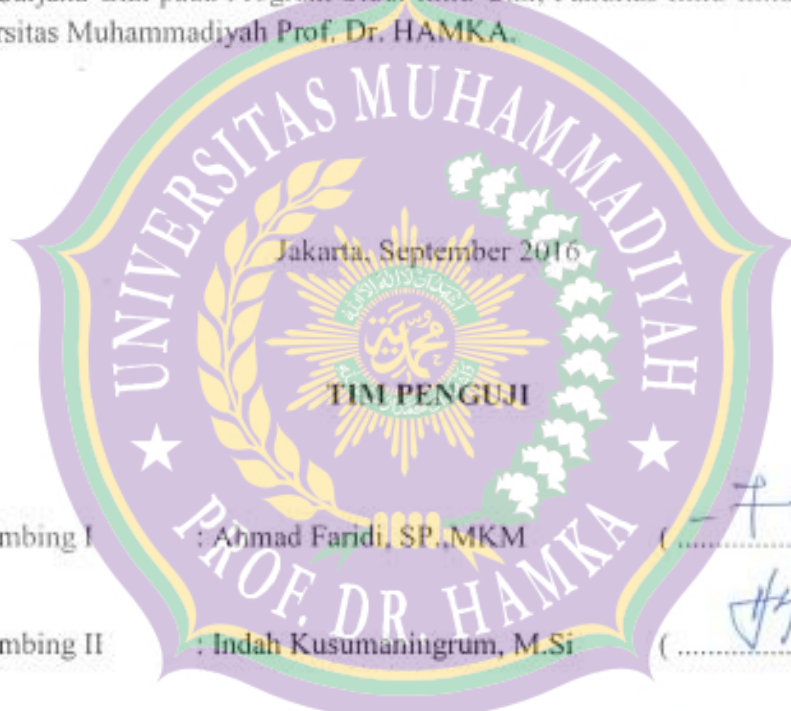 rsitas Muhammadiyah Prof. Dr. HAMKA.
UNIVERSITAS MUHAMMADIYAH
Jakarta, September 2016
محمدية
TIM PENGUJI
mbing I : Ahmad Faridi, SP.,MKM ( ..............
PROF. DR. HAMKA
mbing II : Indah Kusumaningrum, M.Si ( ..............